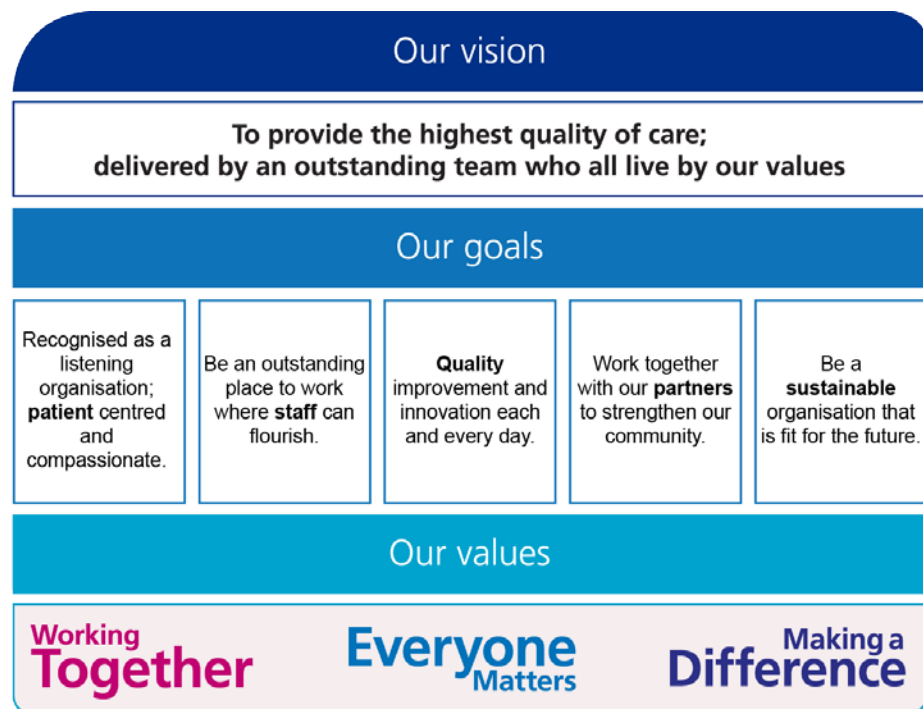 Our vision
To provide the highest quality of care;
delivered by an outstanding team who all live by our values
Our goals
Recognised as a
listening
organisation;
patient centred
and
compassionate.
Be an outstanding
place to work
where staff can
flourish.
Quality
improvement and
innovation each
and every day.
Work together
with our partners
to strengthen our
community.
Be a
sustainable
organisation that
is fit for the future.
Our values
Working
Together
Everyone
Matters
Making a
Difference